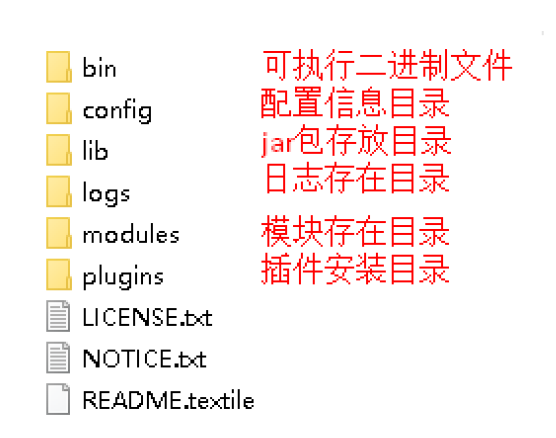 bin 可执行二进制文件
config 配置信息目录
lib jar包存放目录
logs 日志存在目录
modules 模块存在目录
plugins 插件安装目录
LICENSE.txt
NOTICE.txt
README.textile